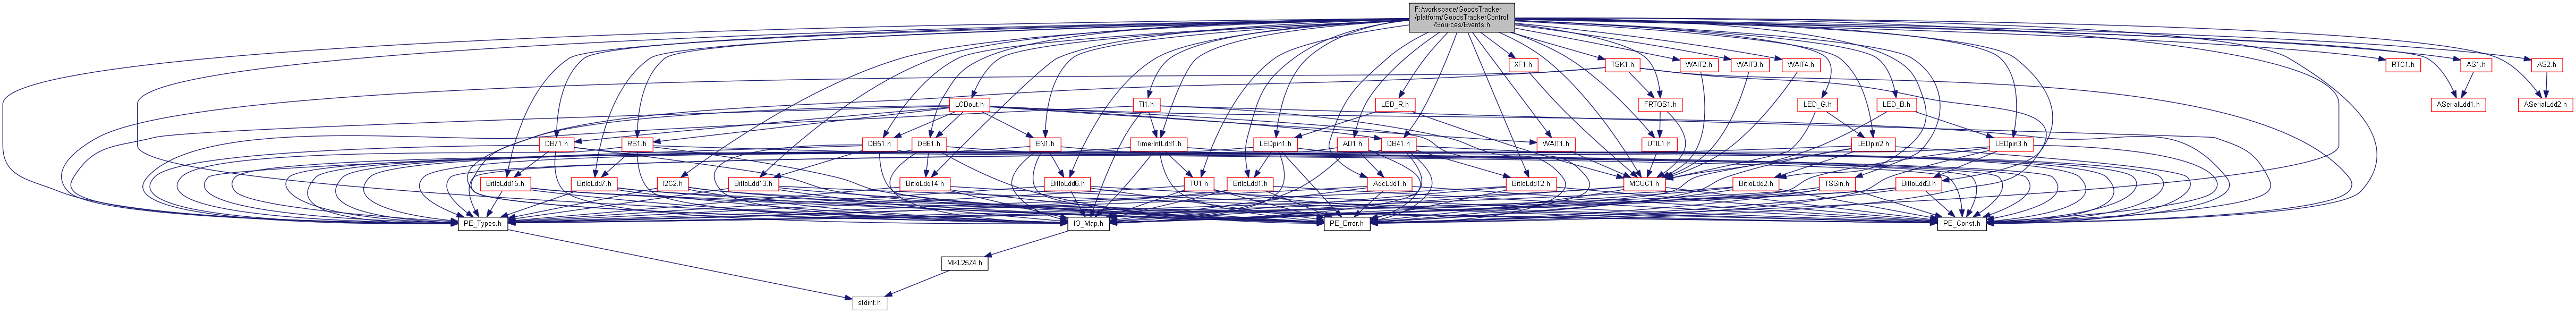 F:/workspace/GoodsTracker
/platform/GoodsTrackerControl
/Sources/Events.h
XF1.h
TSK1.h
WAIT2.h
WAIT3.h
WAIT4.h
RTC1.h
AS1.h
AS2.h
LCDout.h
TI1.h
LED_R.h
FRTOS1.h
LED_G.h
LED_B.h
ASerialLdd1.h
ASerialLdd2.h
DB71.h
RS1.h
DB51.h
DB61.h
EN1.h
TimerIntLdd1.h
LEDpin1.h
AD1.h
DB41.h
WAIT1.h
UTIL1.h
LEDpin2.h
LEDpin3.h
BitIoLdd15.h
BitIoLdd7.h
I2C2.h
BitIoLdd13.h
BitIoLdd14.h
BitIoLdd6.h
TU1.h
BitIoLdd1.h
AdcLdd1.h
BitIoLdd12.h
MCUC1.h
BitIoLdd2.h
TSSin.h
BitIoLdd3.h
PE_Types.h
IO_Map.h
PE_Error.h
PE_Const.h
MKL25Z4.h
stdint.h